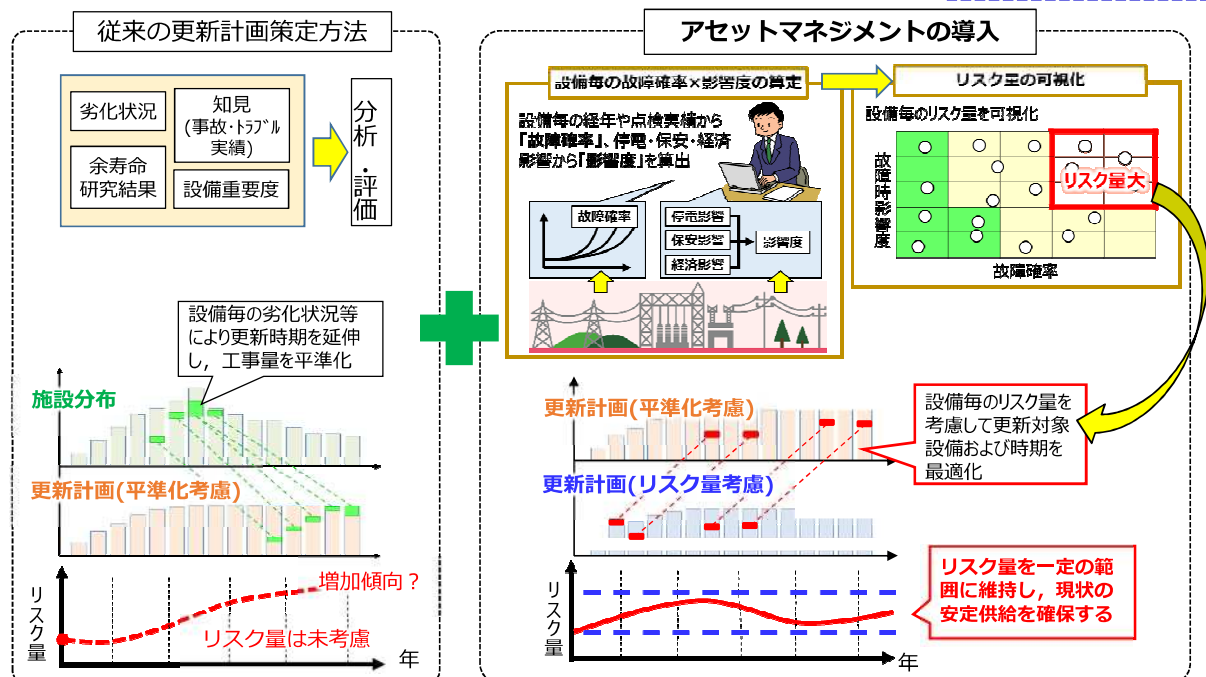 従来の更新計画策定方法
劣化状況
知見
(事故・トラブル
実績)
余寿命
研究結果
設備重要度
分析・評価
設備毎の劣化状況等
により更新時期を延伸
し，工事量を平準化
施設分布
更新計画(平準化考慮)
リスク量
増加傾向？
リスク量は未考慮
年
アセットマネジメントの導入
設備毎の故障確率×影響度の算定
設備毎の経年や点検実績から
「故障確率」、停電・保安・経済
影響から「影響度」を算出
故障確率
停電影響
保安影響
経済影響
影響度
リスク量の可視化
設備毎のリスク量を可視化
故障時影響度
リスク量大
故障確率
更新計画(平準化考慮)
設備毎のリスク量を
考慮して更新対象
設備および時期を
最適化
更新計画(リスク量考慮)
リスク量
年
リスク量を一定の範
囲に維持し，現状の
安定供給を確保する